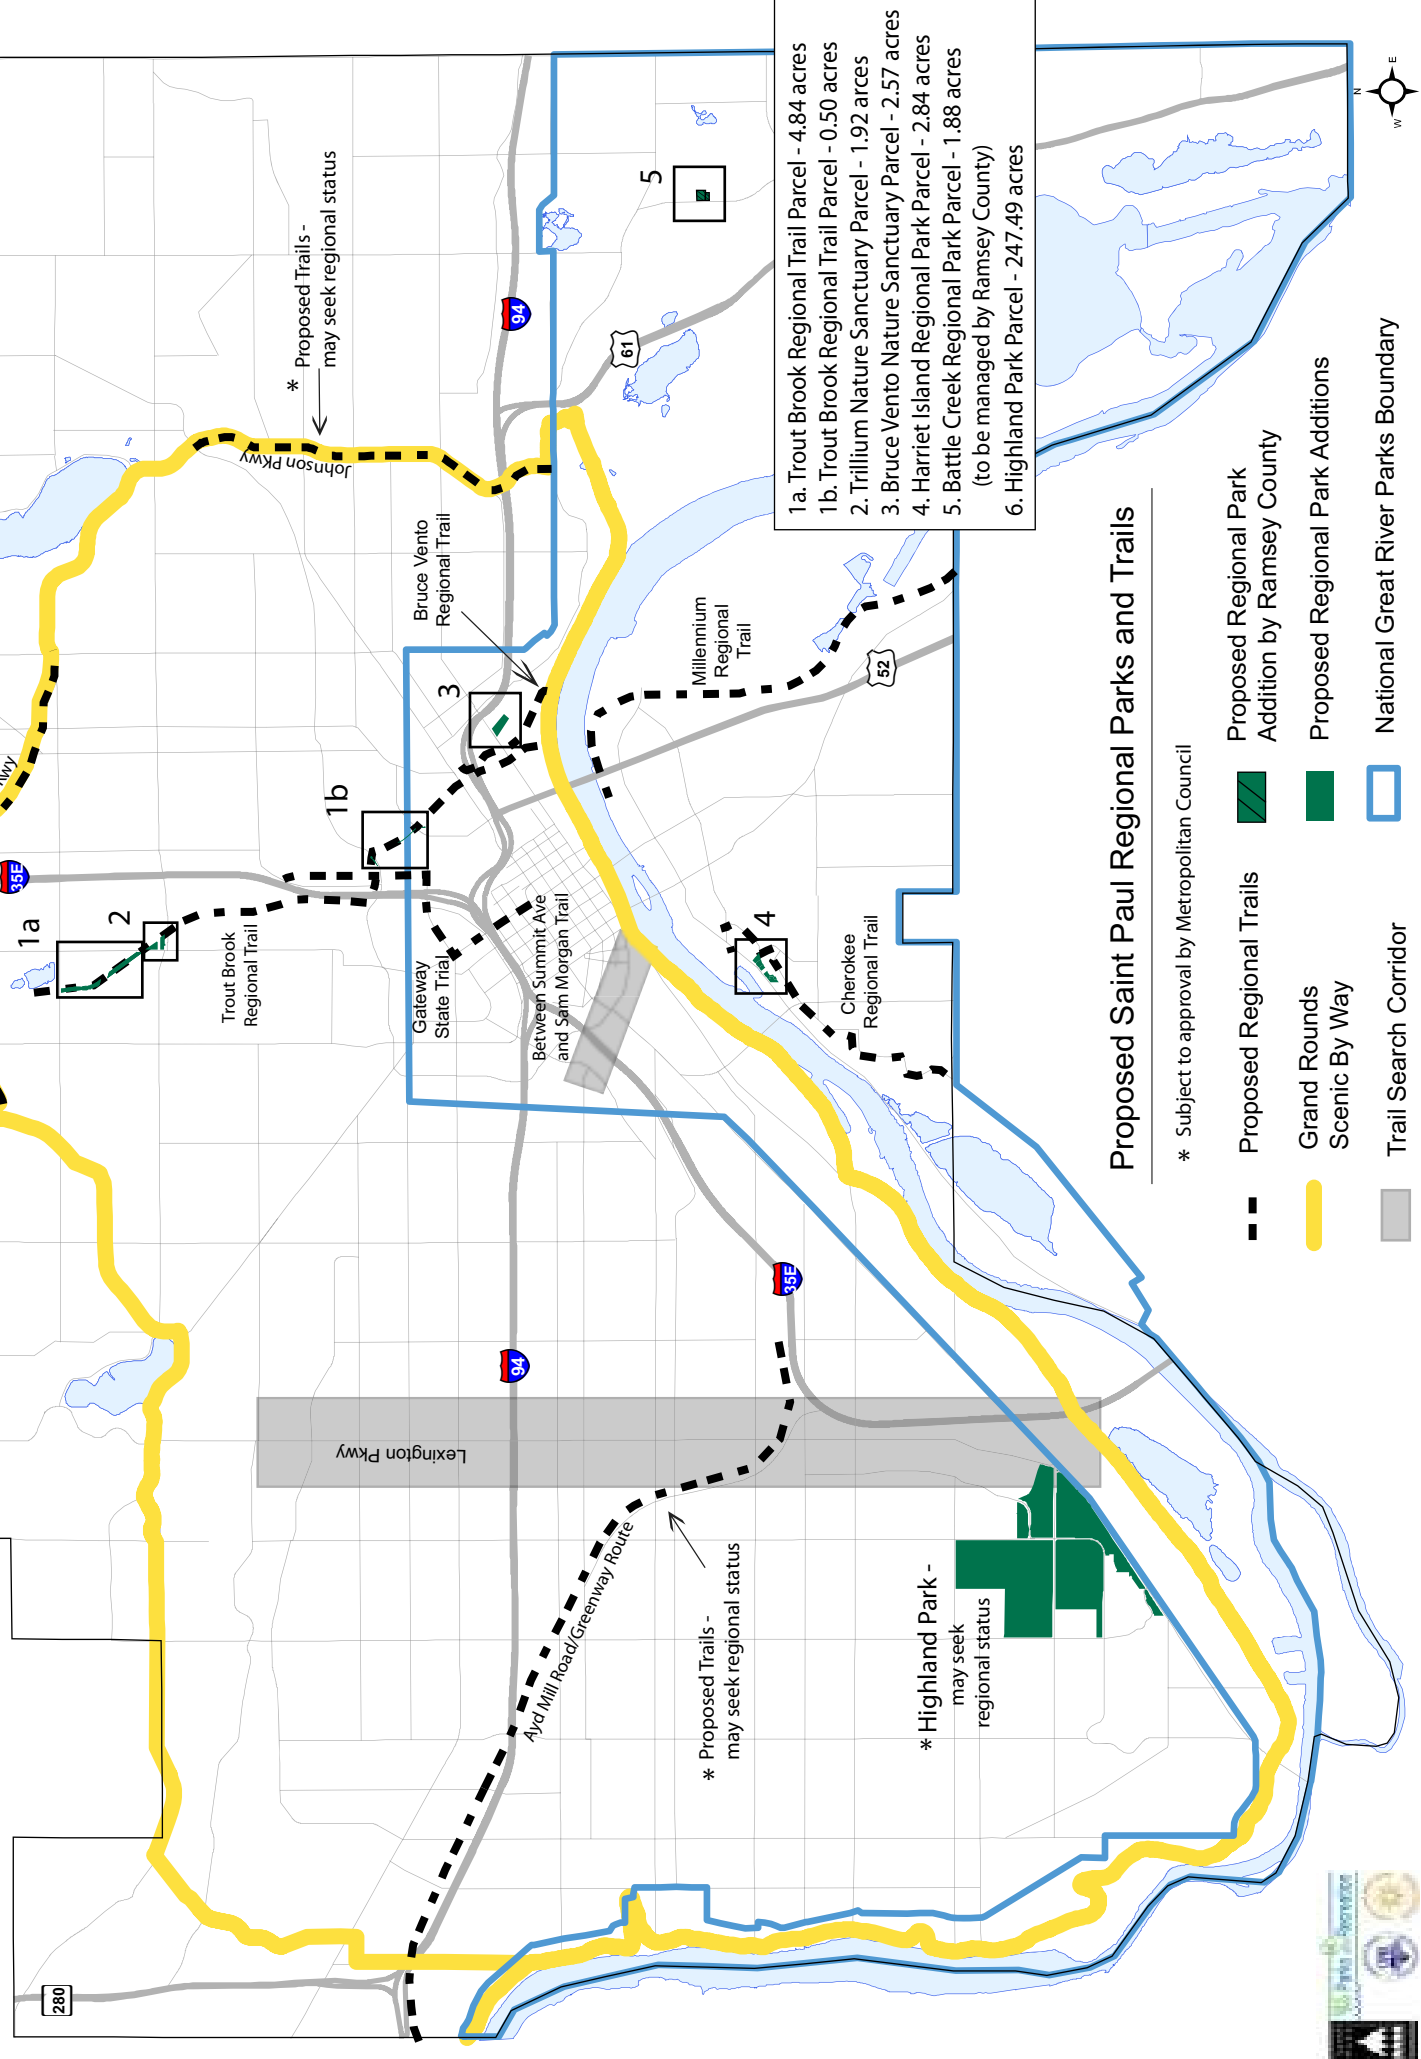 280
35E
1a
2
Trout Brook
Regional Trail
1b
Gateway
State Trial
Between Summit Ave
and Sam Morgan Trail
3
Bruce Vento
Regional Trail
Johnson PKwy
* Proposed Trails -
may seek regional status
94
61
5
Millennium
Regional
Trail
52
4
Cherokee
Regional Trail
35E
94
Lexington Pkwy
Ayd Mill Road/Greenway Route
* Proposed Trails -
may seek regional status
* Highland Park -
may seek
regional status
1a. Trout Brook Regional Trail Parcel - 4.84 acres
1b. Trout Brook Regional Trail Parcel - 0.50 acres
2. Trillium Nature Sanctuary Parcel - 1.92 arces
3. Bruce Vento Nature Sanctuary Parcel - 2.57 acres
4. Harriet Island Regional Park Parcel - 2.84 acres
5. Battle Creek Regional Park Parcel - 1.88 acres
(to be managed by Ramsey County)
6. Highland Park Parcel - 247.49 acres
Proposed Saint Paul Regional Parks and Trails
* Subject to approval by Metropolitan Council
Proposed Regional Trails
Grand Rounds
Scenic By Way
Trail Search Corridor
Proposed Regional Park
Addition by Ramsey County
Proposed Regional Park Additions
National Great River Parks Boundary
N
E
W